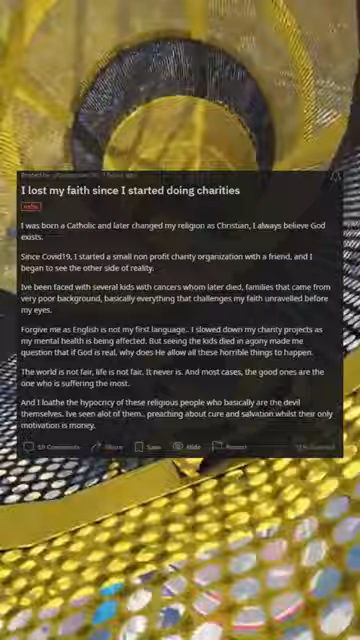 I lost my faith since I started doing charities
I was born a Catholic and later changed my religion as Christian, I always believe God
exists.
Since Covid19, I started a small non profit charity organization with a friend, and I
began to see the other side of reality.
Ive been faced with several kids with cancers whom later died, families that came from
very poor background, basically everything that challenges my faith unravelled before
my eyes.
Forgive me as English is not my first language.. I slowed down my charity projects as
my mental health is being affected. But seeing the kids died in agony made me
question that if God is real, why does He allow all these horrible things to happen.
The world is not fair, life is not fair. It never is. And most cases, the good ones are the
one who is suffering the most.
And I loathe the hypocricy of these religious people who basically are the devil
themselves. Ive seen alot of them.. preaching about cure and salvation whilst their only
motivation is money.
Comments Share Save Hide Report